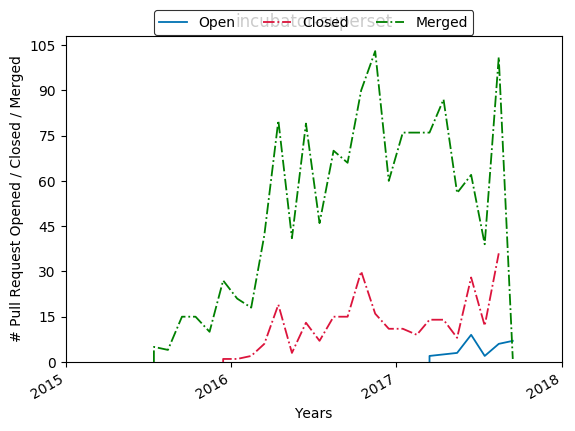 incubator-superset
Open Closed Merged
# Pull Request Opened / Closed / Merged
105
90
75
60
45
30
15
0
2015 2016 2017 2018
Years